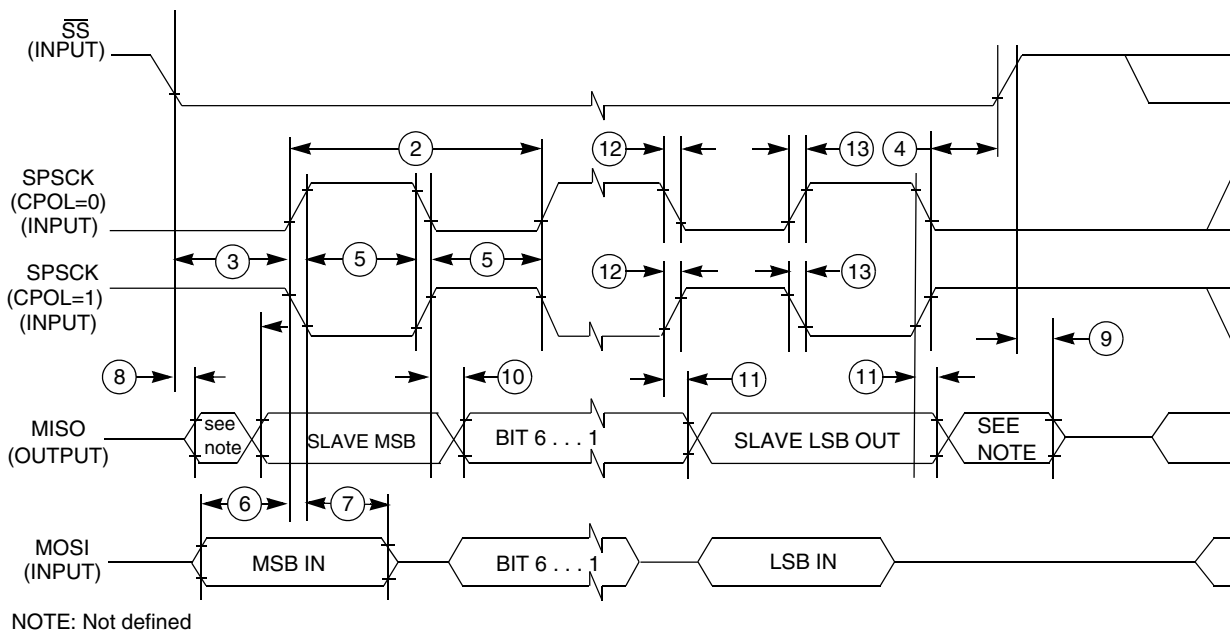 SS
(INPUT)
2
12
13
4
SPSCK
(CPOL=0)
(INPUT)
3
5
5
SPSCK
(CPOL=1)
(INPUT)
12
13
8
10
11
11
9
MISO
(OUTPUT)
see
note
SLAVE MSB
BIT 6 . . . 1
SLAVE LSB OUT
SEE
NOTE
6
7
MOSI
(INPUT)
MSB IN
BIT 6 . . . 1
LSB IN
NOTE: Not defined